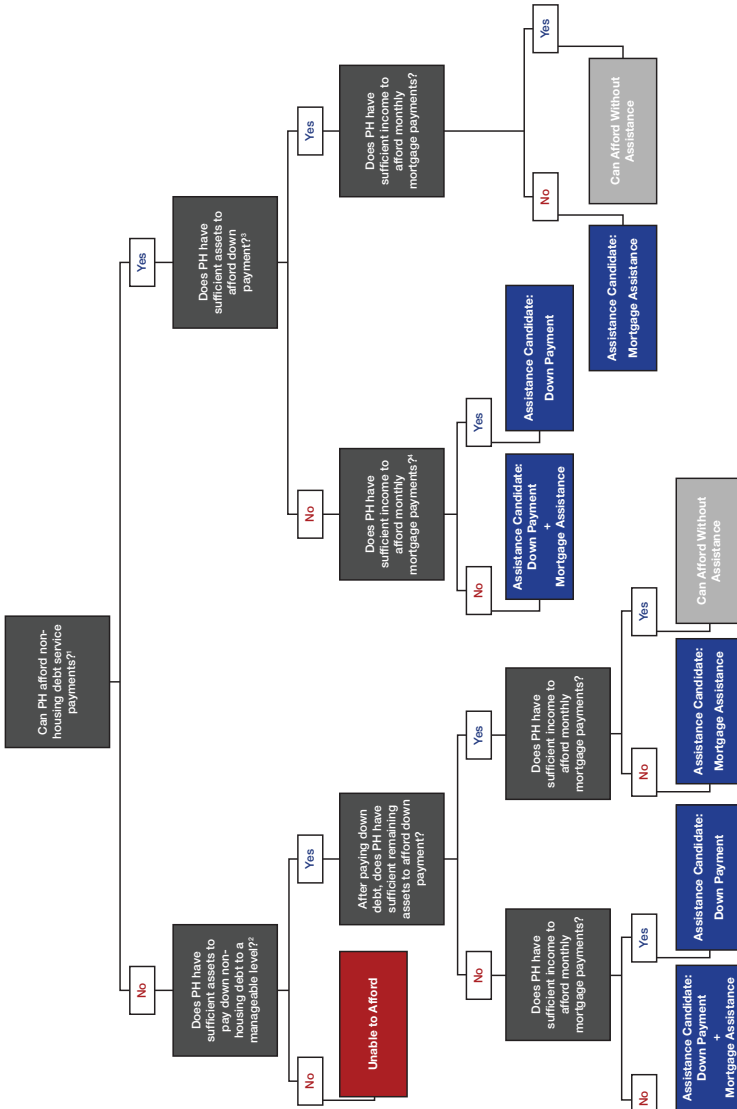 Can PH afford non-
housing debt service
payments?¹
No
Yes
Does PH have
sufficient assets to
pay down non-
housing debt to a
manageable level?²
Does PH have
sufficient assets to
afford down
payment?³
No
Yes
No
Yes
Unable to Afford
After paying down
debt, does PH have
sufficient remaining
assets to afford down
payment?
Does PH have
sufficient income to
afford monthly
mortgage payments?⁴
Does PH have
sufficient income to
afford monthly
mortgage payments?
No
Yes
No
Yes
No
Yes
Does PH have
sufficient income to
afford monthly
mortgage payments?
Does PH have
sufficient income to
afford monthly
mortgage payments?
Assistance Candidate:
Down Payment
+
Mortgage Assistance
Assistance Candidate:
Down Payment
Assistance Candidate:
Mortgage Assistance
Can Afford Without
Assistance
No
Yes
No
Yes
Assistance Candidate:
Down Payment
+
Mortgage Assistance
Assistance Candidate:
Down Payment
Assistance Candidate:
Mortgage Assistance
Can Afford Without
Assistance